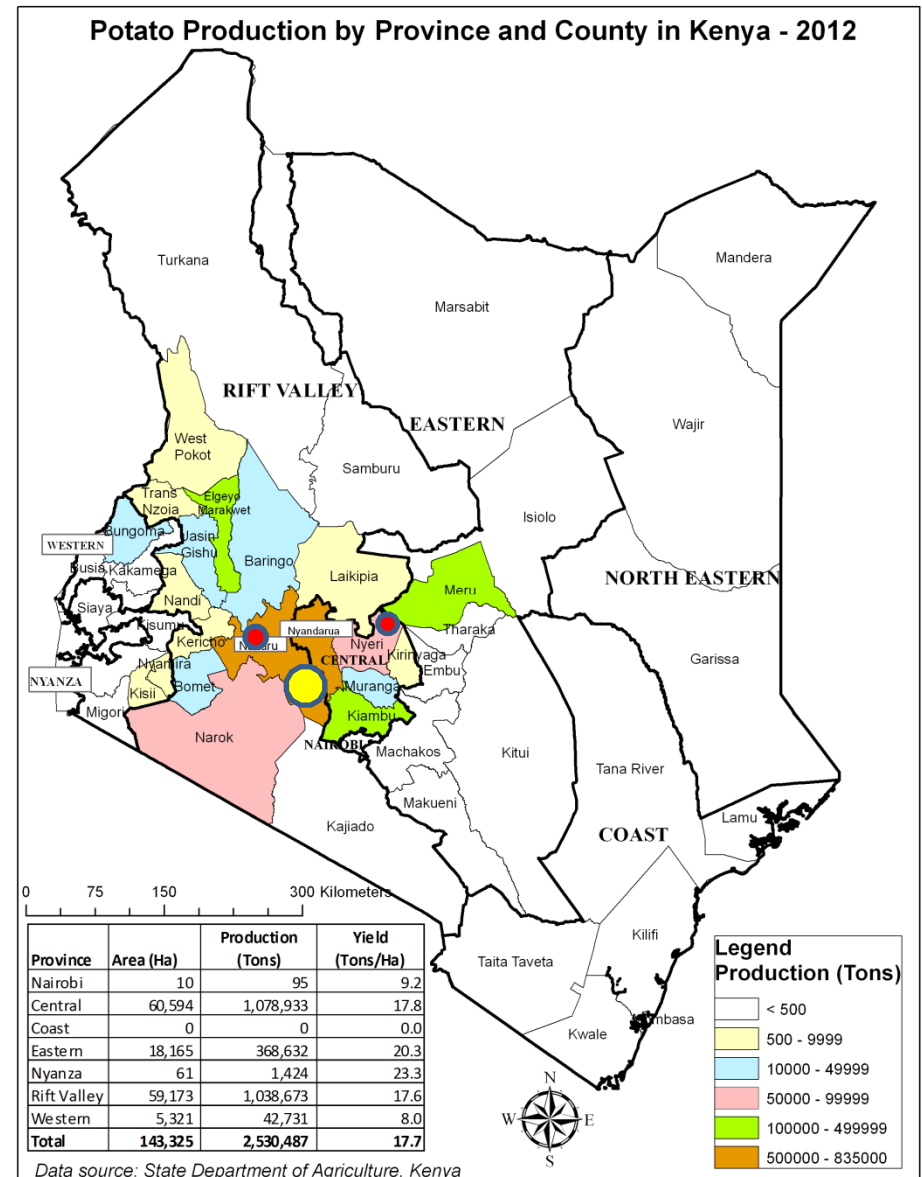 Potato Production by Province and County in Kenya - 2012
Turkana
Mandera
Marsabit
RIFT VALLEY
EASTERN
Wajir
West
Pokot
Samburu
Trans
Nzoia
Elgeyo
Marakwet
Isiolo
Bungoma
Uasin
Gishu
WESTERN
Baringo
Busia
Kakamega
Laikipia
NORTH EASTERN
Meru
Nandi
Siaya
Kisumu
Tharaka
Nyandarua
Kericho
Nyeri
Garissa
Kirinyaga
CENTRAL
Embu
Nyamira
NYANZA
Kisii
Bomet
Muranga
Migori
Kiambu
Narok
NAIROBI
Machakos
Kitui
Tana River
Makueni
Kajiado
Lamu
COAST
0 75 150 300 Kilometers
Kilifi
Taita Taveta
Kwale
Province Area (Ha) Production (Tons) Yield (Tons/Ha)
Nairobi 10 95 9.2
Central 60,594 1,078,933 17.8
Coast 0 0 0.0
Eastern 18,165 368,632 20.3
Nyanza 61 1,424 23.3
Rift Valley 59,173 1,038,673 17.6
Western 5,321 42,731 8.0
Total 143,325 2,530,487 17.7
Data source: State Department of Agriculture, Kenya
N
W E
S
Legend
Production (Tons)
< 500
500 - 9999
10000 - 49999
50000 - 99999
100000 - 499999
500000 - 835000